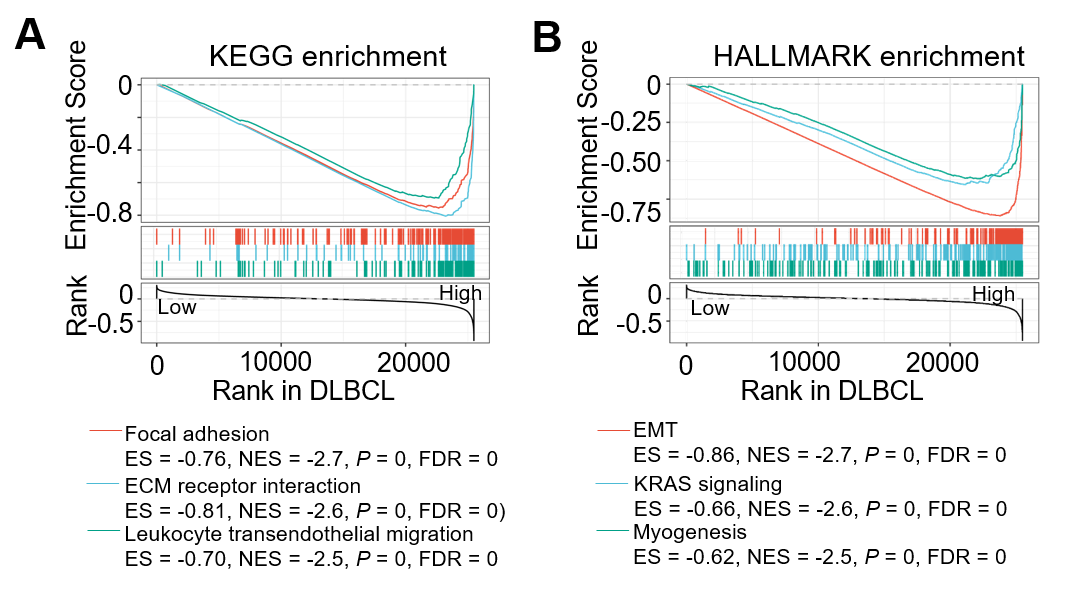 A
KEGG enrichment
Enrichment Score
0
-0.4
-0.8
Rank
0
-0.5
High
Low
0
10000
20000
Rank in DLBCL
Focal adhesion
ES = -0.76, NES = -2.7, P = 0, FDR = 0
ECM receptor interaction
ES = -0.81, NES = -2.6, P = 0, FDR = 0)
Leukocyte transendothelial migration
ES = -0.70, NES = -2.5, P = 0, FDR = 0
B
HALLMARK enrichment
Enrichment Score
0
-0.25
-0.50
-0.75
Rank
0
-0.5
High
Low
0
10000
20000
Rank in DLBCL
EMT
ES = -0.86, NES = -2.7, P = 0, FDR = 0
KRAS signaling
ES = -0.66, NES = -2.6, P = 0, FDR = 0
Myogenesis
ES = -0.62, NES = -2.5, P = 0, FDR = 0